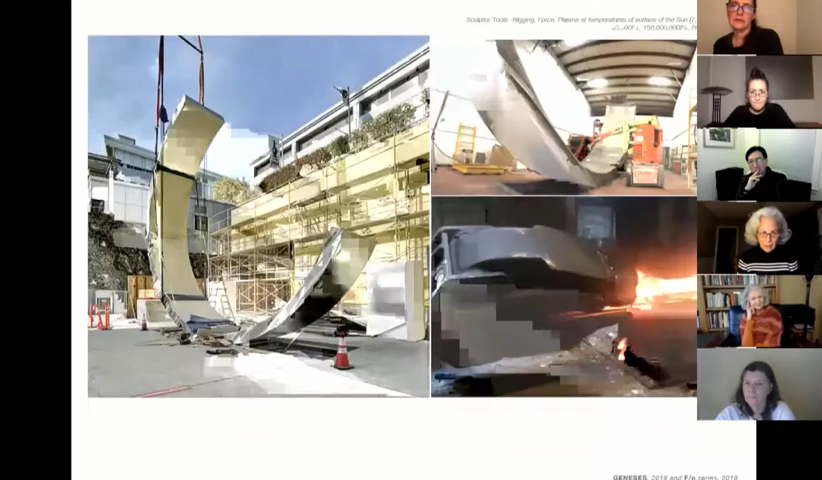 Sculptor Tools -Rigging, Force, Plasma at temperatures of surface of the Sun
GENESES, 2019 and F/o series, 2018